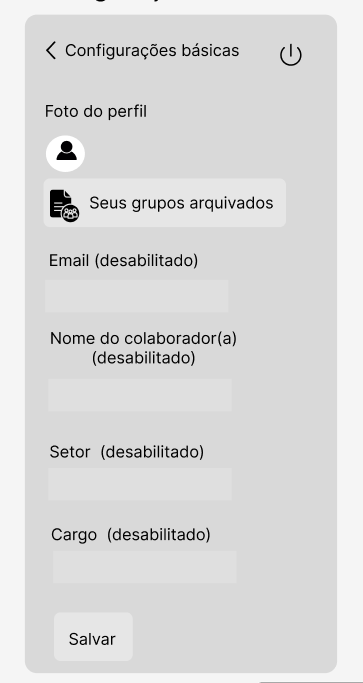 Configurações básicas
Foto do perfil
Seus grupos arquivados
Email (desabilitado)
Nome do colaborador(a)
(desabilitado)
Setor (desabilitado)
Cargo (desabilitado)
Salvar